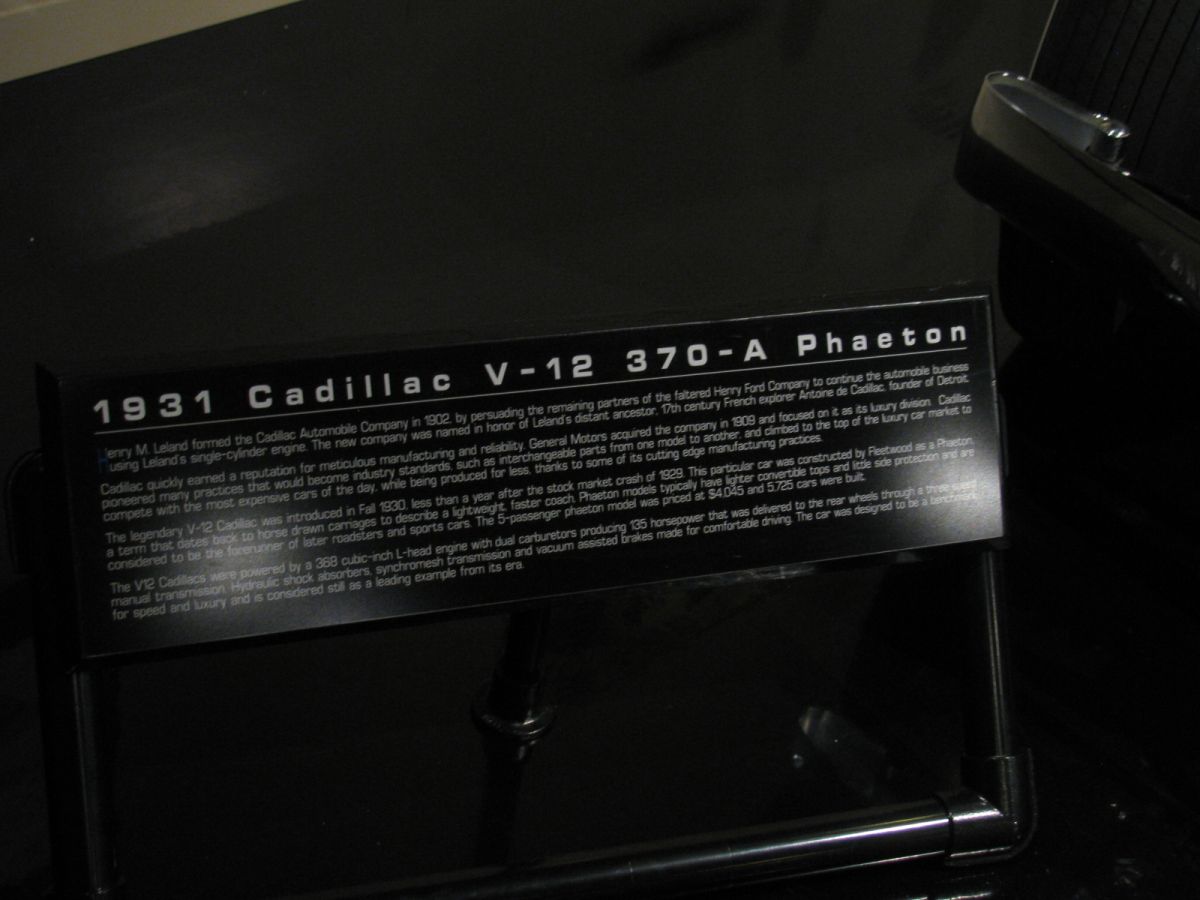 1931 Cadillac V-12 370-A Phaeton
Henry M. Leland formed the Cadillac Automobile Company in 1902, by persuading the remaining partners of the faltered Henry Ford Company to continue the automobile business
using Leland's single-cylinder engine. The new company was named in honor of Leland's distant ancestor, 17th century French explorer Antoine de Cadillac, founder of Detroit.
Cadillac quickly earned a reputation for meticulous manufacturing and reliability. General Motors acquired the company in 1909 and focused on it as its luxury division. Cadillac
pioneered many practices that would become industry standards, such as interchangeable parts from one model to another, and climbed to the top of the luxury car market to
compete with the most expensive cars of the day, while being produced for less, thanks to some of its cutting edge manufacturing practices.
The legendary V-12 Cadillac was introduced in Fall 1930, less than a year after the stock market crash of 1929. This particular car was constructed by Fleetwood as a Phaeton,
a term that dates back to horse drawn carriages to describe a lightweight, faster coach. Phaeton models typically have lighter convertible tops and little side protection and are
considered to be the forerunner of later roadsters and sports cars. The 5-passenger phaeton model was priced at $4,045 and 5,725 cars were built.
The V12 Cadillacs were powered by a 368 cubic-inch L-head engine with dual carburetors producing 135 horsepower that was delivered to the rear wheels through a three-speed
manual transmission. Hydraulic shock absorbers, synchromesh transmission and vacuum assisted brakes made for comfortable driving. The car was designed to be a benchmark
for speed and luxury and is considered still as a leading example from its era.